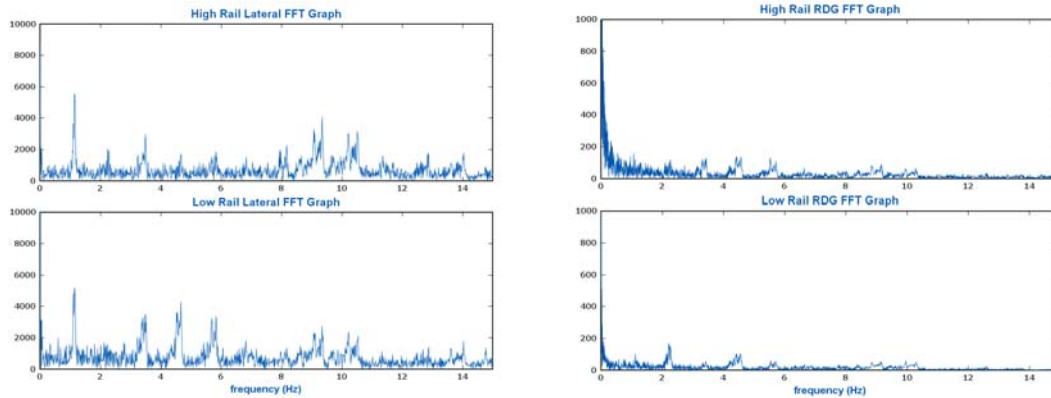 High Rail Lateral FFT Graph
10000
8000
6000
4000
2000
0
0 2 4 6 8 10 12 14
Low Rail Lateral FFT Graph
10000
8000
6000
4000
2000
0
0 2 4 6 8 10 12 14
frequency (Hz)
High Rail RDG FFT Graph
1000
800
600
400
200
0
0 2 4 6 8 10 12 14
Low Rail RDG FFT Graph
1000
800
600
400
200
0
0 2 4 6 8 10 12 14
frequency (Hz)